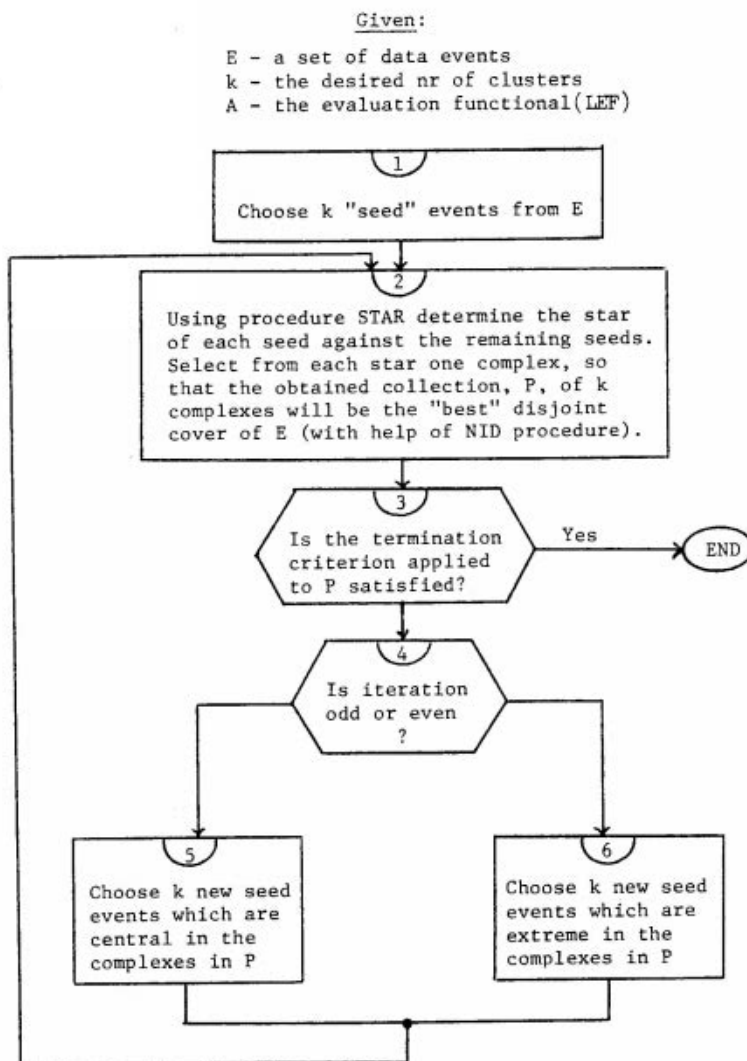 Given:
E - a set of data events
k - the desired nr of clusters
A - the evaluation functional(LEF)
1
Choose k "seed" events from E
2
Using procedure STAR determine the star
of each seed against the remaining seeds.
Select from each star one complex, so
that the obtained collection, P, of k
complexes will be the "best" disjoint
cover of E (with help of NID procedure).
3
Is the termination
criterion applied
to P satisfied?
Yes
END
4
Is iteration
odd or even
?
5
Choose k new seed
events which are
central in the
complexes in P
6
Choose k new seed
events which are
extreme in the
complexes in P